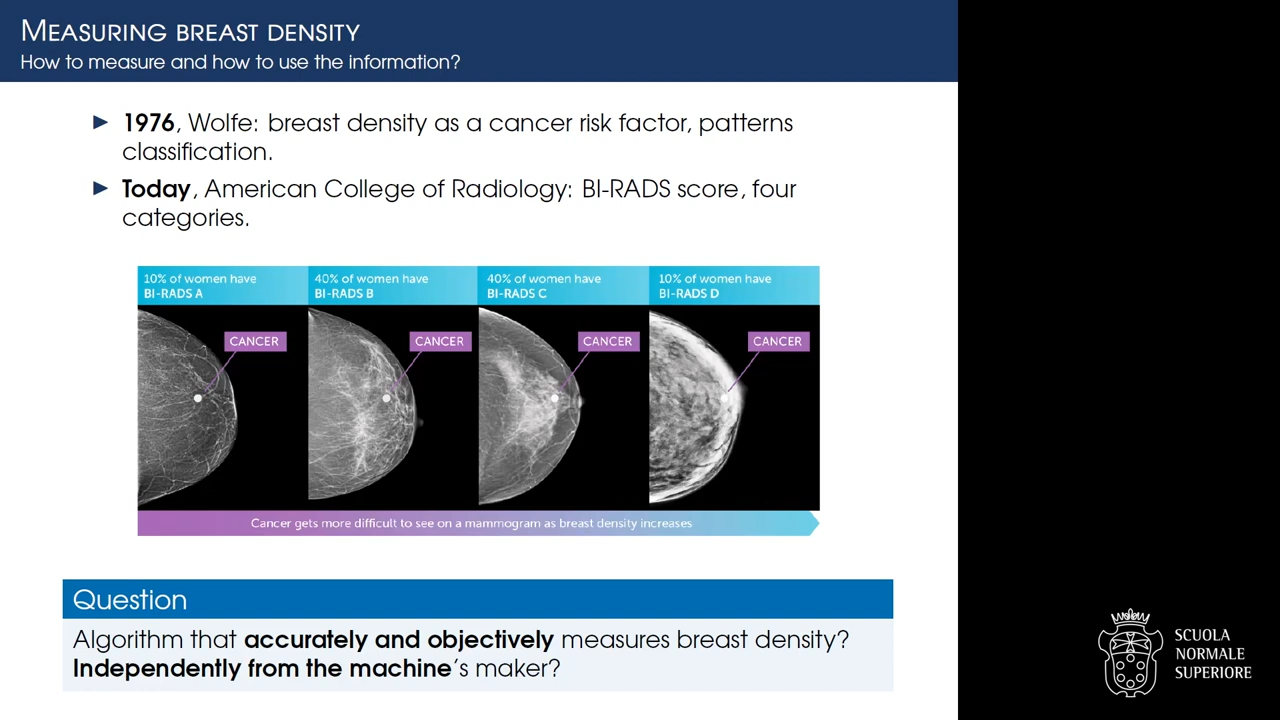 MEASURING BREAST DENSITY
How to measure and how to use the information?
1976, Wolfe: breast density as a cancer risk factor, patterns
classification.
Today, American College of Radiology: BI-RADS score, four
categories.
10% of women have
BI-RADS A
40% of women have
BI-RADS B
40% of women have
BI-RADS C
10% of women have
BI-RADS D
CANCER
CANCER
CANCER
CANCER
Cancer gets more difficult to see on a mammogram as breast density increases
Question
Algorithm that accurately and objectively measures breast density?
Independently from the machine's maker?
SCUOLA
NORMALE
SUPERIORE